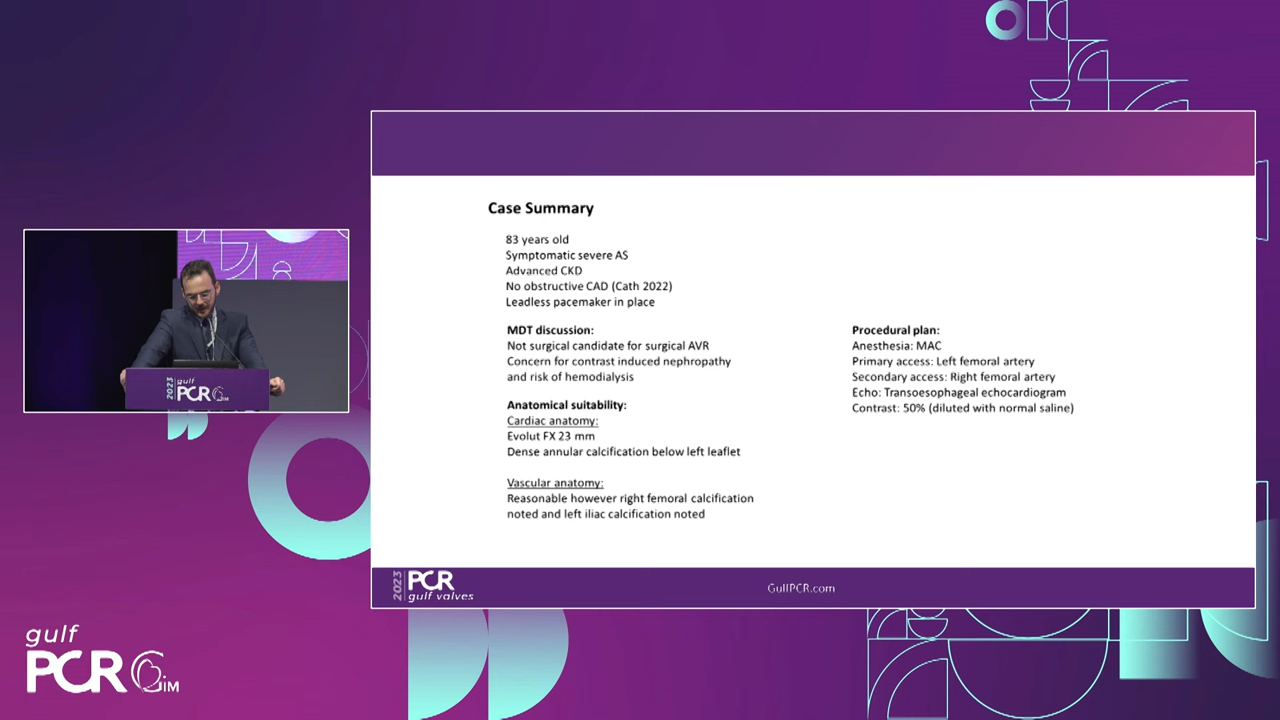 Case Summary
83 years old
Symptomatic severe AS
Advanced CKD
No obstructive CAD (Cath 2022)
Leadless pacemaker in place
MDT discussion:
Not surgical candidate for surgical AVR
Concern for contrast induced nephropathy
and risk of hemodialysis
Anatomical suitability:
Cardiac anatomy:
Evolut FX 23 mm
Dense annular calcification below left leaflet
Vascular anatomy:
Reasonable however right femoral calcification
noted and left iliac calcification noted
Procedural plan:
Anesthesia: MAC
Primary access: Left femoral artery
Secondary access: Right femoral artery
Echo: Transoesophageal echocardiogram
Contrast: 50% (diluted with normal saline)
2023 PCR
gulf valves
GulfPCR.com
2023 gulf
PCR GIM
gulf
PCR GIM